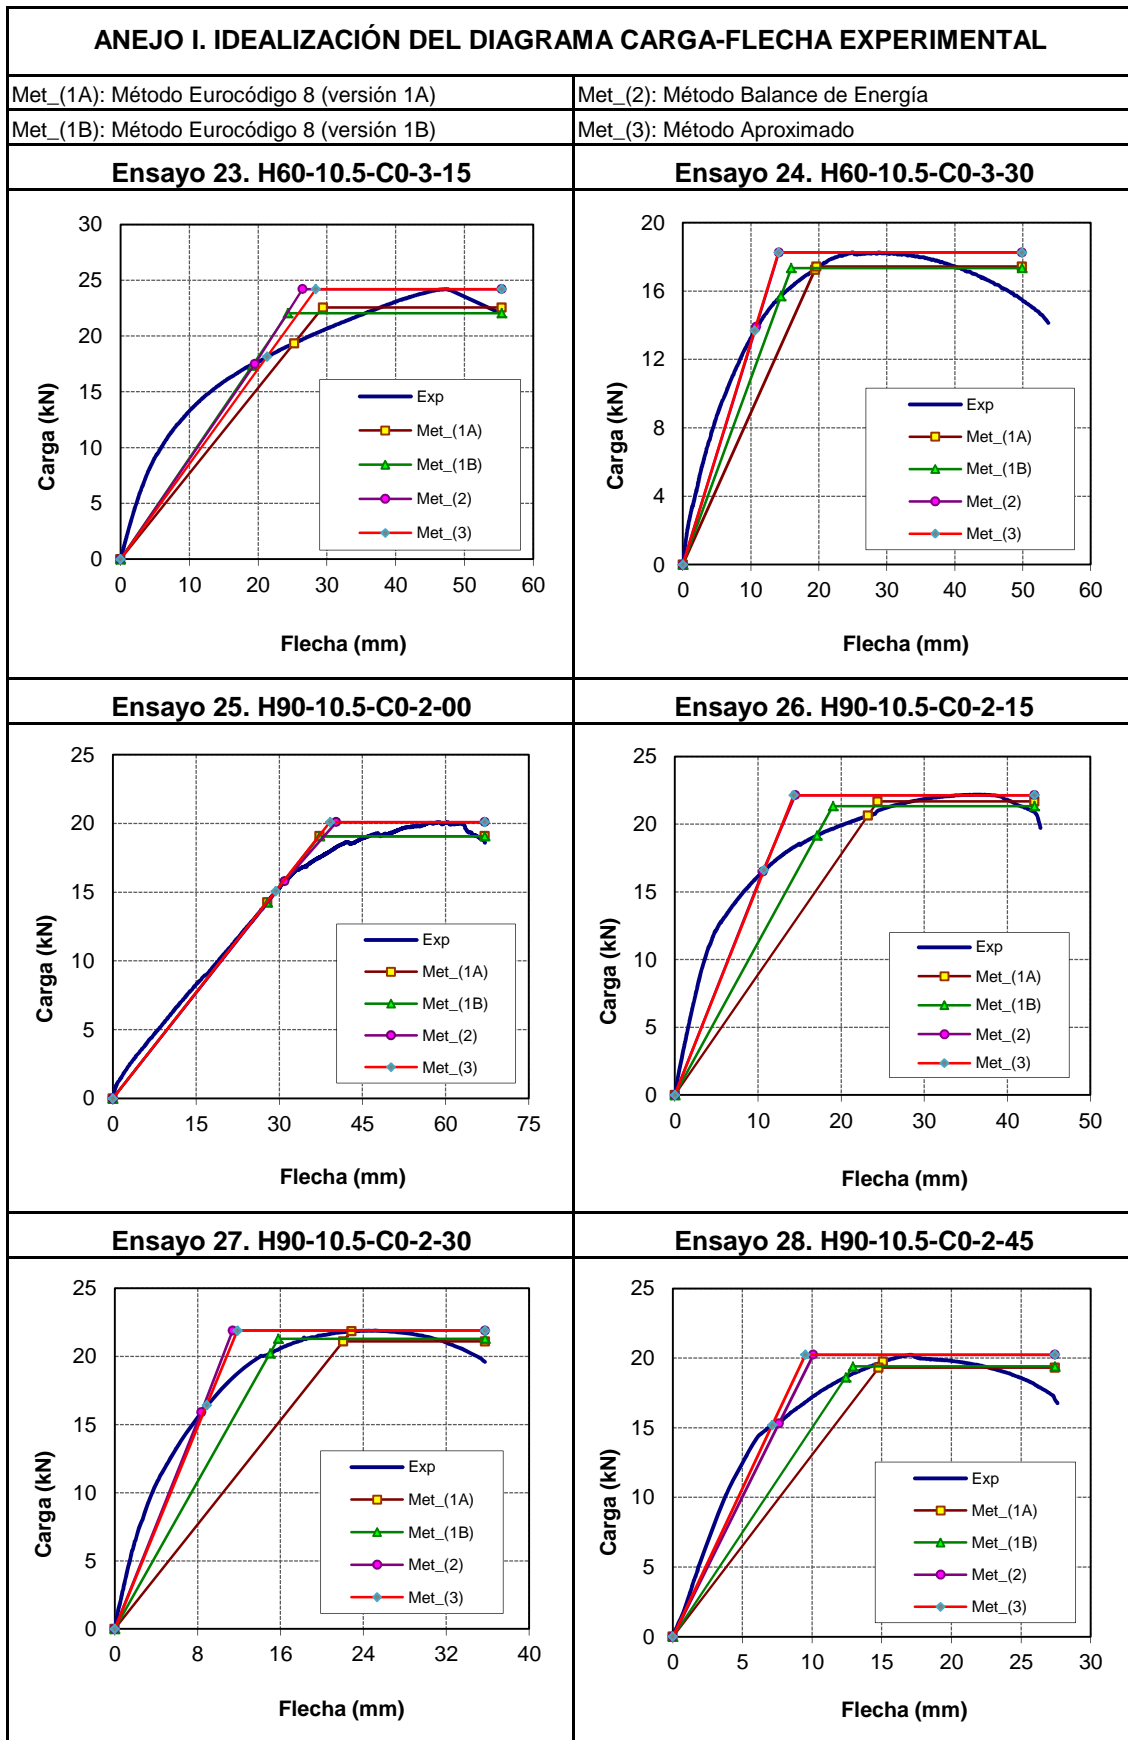 ANEJO I. IDEALIZACIÓN DEL DIAGRAMA CARGA-FLECHA EXPERIMENTAL
Met_(1A): Método Eurocódigo 8 (versión 1A)
Met_(2): Método Balance de Energía
Met_(1B): Método Eurocódigo 8 (versión 1B)
Met_(3): Método Aproximado
Ensayo 23. H60-10.5-C0-3-15
30
25
20
15
10
5
0
Carga (kN)
Exp
Met_(1A)
Met_(1B)
Met_(2)
Met_(3)
0 10 20 30 40 50 60
Flecha (mm)
Ensayo 24. H60-10.5-C0-3-30
20
16
12
8
4
0
Carga (kN)
Exp
Met_(1A)
Met_(1B)
Met_(2)
Met_(3)
0 10 20 30 40 50 60
Flecha (mm)
Ensayo 25. H90-10.5-C0-2-00
25
20
15
10
5
0
Carga (kN)
Exp
Met_(1A)
Met_(1B)
Met_(2)
Met_(3)
0 15 30 45 60 75
Flecha (mm)
Ensayo 26. H90-10.5-C0-2-15
25
20
15
10
5
0
Carga (kN)
Exp
Met_(1A)
Met_(1B)
Met_(2)
Met_(3)
0 10 20 30 40 50
Flecha (mm)
Ensayo 27. H90-10.5-C0-2-30
25
20
15
10
5
0
Carga (kN)
Exp
Met_(1A)
Met_(1B)
Met_(2)
Met_(3)
0 8 16 24 32 40
Flecha (mm)
Ensayo 28. H90-10.5-C0-2-45
25
20
15
10
5
0
Carga (kN)
Exp
Met_(1A)
Met_(1B)
Met_(2)
Met_(3)
0 5 10 15 20 25 30
Flecha (mm)